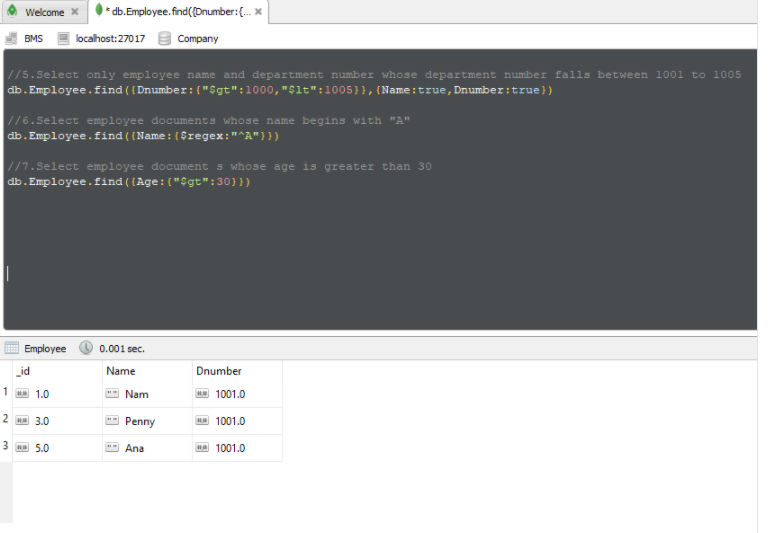 Welcome
* db.Employee.find({Dnumber:{...
BMS localhost:27017 Company
//5.Select only employee name and department number whose department number falls between 1001 to 1005
db.Employee.find({Dnumber:{"$gt":1000,"$lt":1005}},{Name:true,Dnumber:true})
//6.Select employee documents whose name begins with "A"
db.Employee.find({Name:{$regex:"^A"}})
//7.Select employee document s whose age is greater than 30
db.Employee.find({Age:{"$gt":30}})
Employee 0.001 sec.
_id Name Dnumber
1 1.0 Nam 1001.0
2 3.0 Penny 1001.0
3 5.0 Ana 1001.0